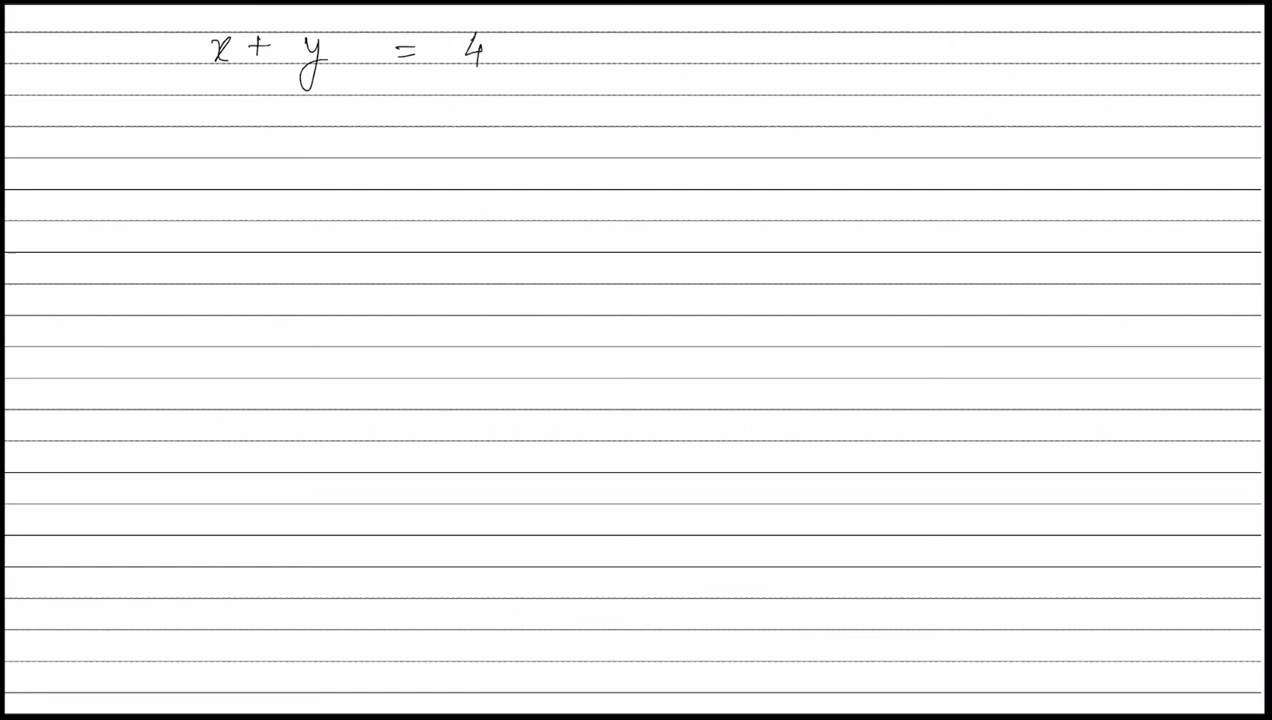 x + y = 4